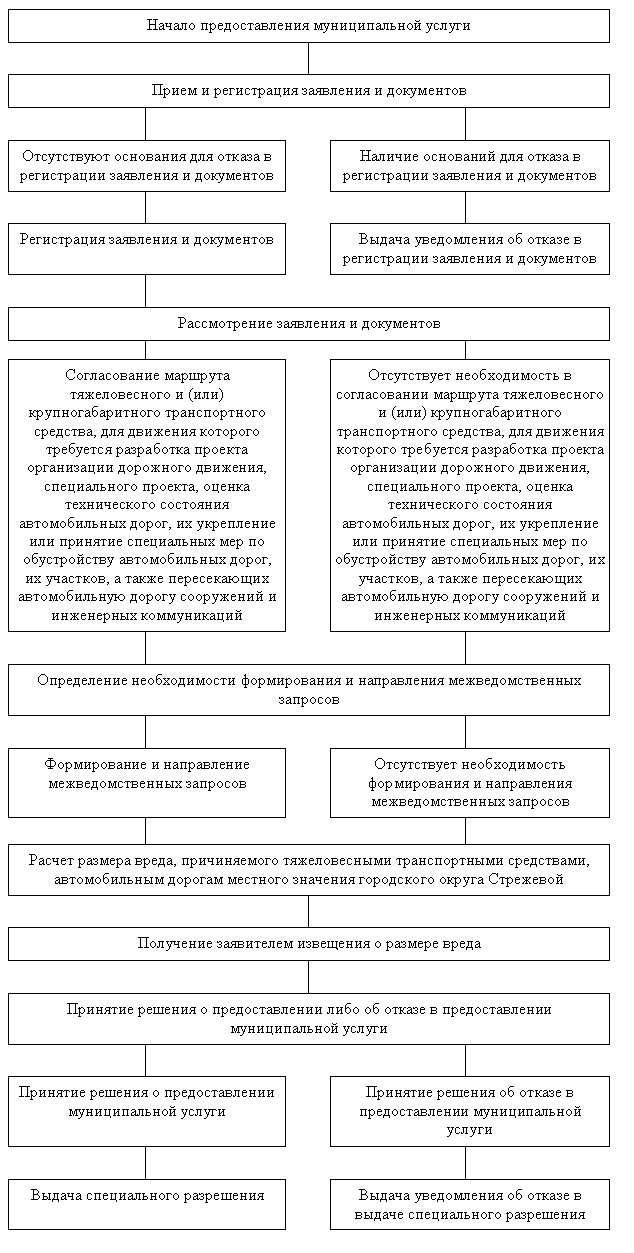 Начало предоставления муниципальной услуги
Прием и регистрация заявления и документов
Отсутствуют основания для отказа в
регистрации заявления и документов
Наличие оснований для отказа в
регистрации заявления и документов
Регистрация заявления и документов
Выдача уведомления об отказе в
регистрации заявления и документов
Рассмотрение заявления и документов
Согласование маршрута
тяжеловесного и (или)
крупногабаритного транспортного
средства, для движения которого
требуется разработка проекта
организации дорожного движения,
специального проекта, оценка
технического состояния
автомобильных дорог, их укрепление
или принятие специальных мер по
обустройству автомобильных дорог,
их участков, а также пересекающих
автомобильную дорогу сооружений и
инженерных коммуникаций
Отсутствует необходимость в
согласовании маршрута тяжеловесного
и (или) крупногабаритного
транспортного средства, для движения
которого требуется разработка проекта
организации дорожного движения,
специального проекта, оценка
технического состояния
автомобильных дорог, их укрепление
или принятие специальных мер по
обустройству автомобильных дорог, их
участков, а также пересекающих
автомобильную дорогу сооружений и
инженерных коммуникаций
Определение необходимости формирования и направления межведомственных
запросов
Формирование и направление
межведомственных запросов
Отсутствует необходимость
формирования и направления
межведомственных запросов
Расчет размера вреда, причиняемого тяжеловесными транспортными средствами,
автомобильным дорогам местного значения городского округа Стрежевой
Получение заявителем извещения о размере вреда
Принятие решения о предоставлении либо об отказе в предоставлении
муниципальной услуги
Принятие решения о предоставлении
муниципальной услуги
Принятие решения об отказе в
предоставлении муниципальной
услуги
Выдача специального разрешения
Выдача уведомления об отказе в
выдаче специального разрешения